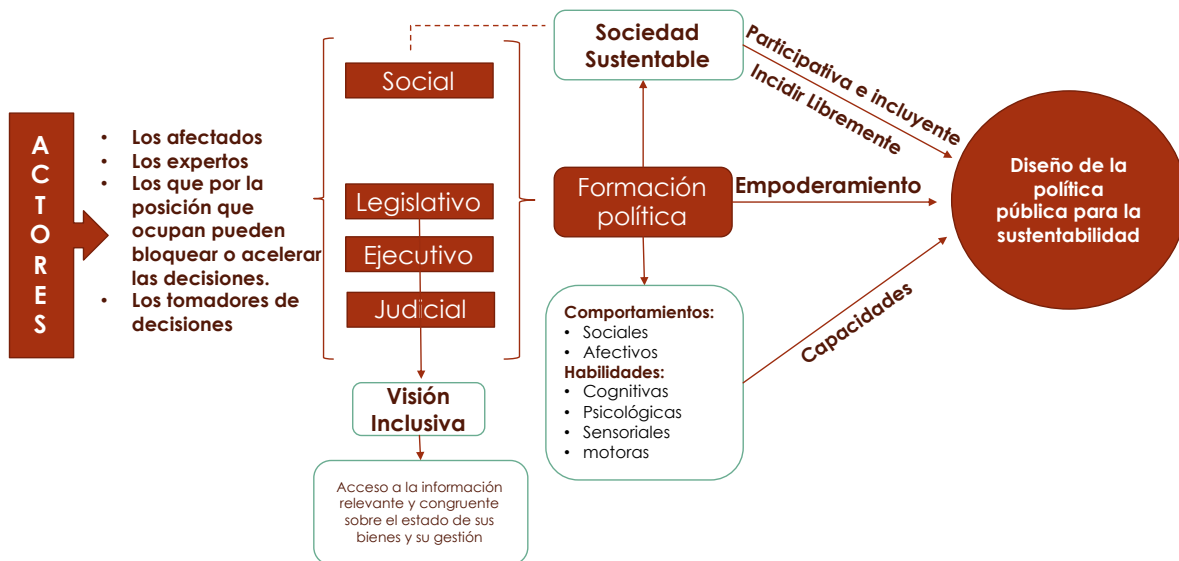 ACTORES
• Los afectados
• Los expertos
• Los que por la
posición que
ocupan pueden
bloquear o acelerar
las decisiones.
• Los tomadores de
decisiones
Social
Legislativo
Ejecutivo
Judicial
Visión
Inclusiva
Acceso a la información
relevante y congruente
sobre el estado de sus
bienes y su gestión
Sociedad
Sustentable
Formación
política
Comportamientos:
• Sociales
• Afectivos
Habilidades:
• Cognitivas
• Psicológicas
• Sensoriales
• motoras
Participativa e incluyente
Incidir Libremente
Empoderamiento
Capacidades
Diseño de la
política
pública para la
sustentabilidad